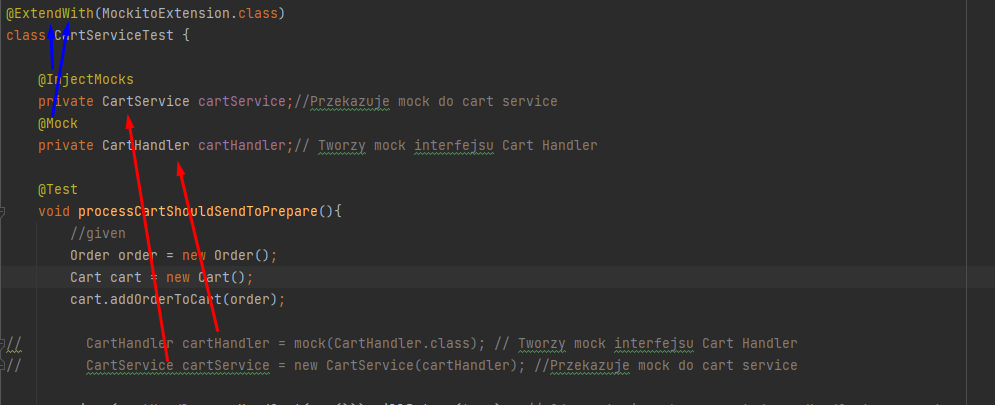 @ExtendWith(MockitoExtension.class)
class CartServiceTest {
@InjectMocks
private CartService cartService;//Przekazuje mock do cart service
@Mock
private CartHandler cartHandler;// Tworzy mock interfejsu Cart Handler
@Test
void processCartShouldSendToPrepare(){
//given
Order order = new Order();
Cart cart = new Cart();
cart.addOrderToCart(order);
// CartHandler cartHandler = mock(CartHandler.class); // Tworzy mock interfejsu Cart Handler
// CartService cartService = new CartService(cartHandler); //Przekazuje mock do cart service